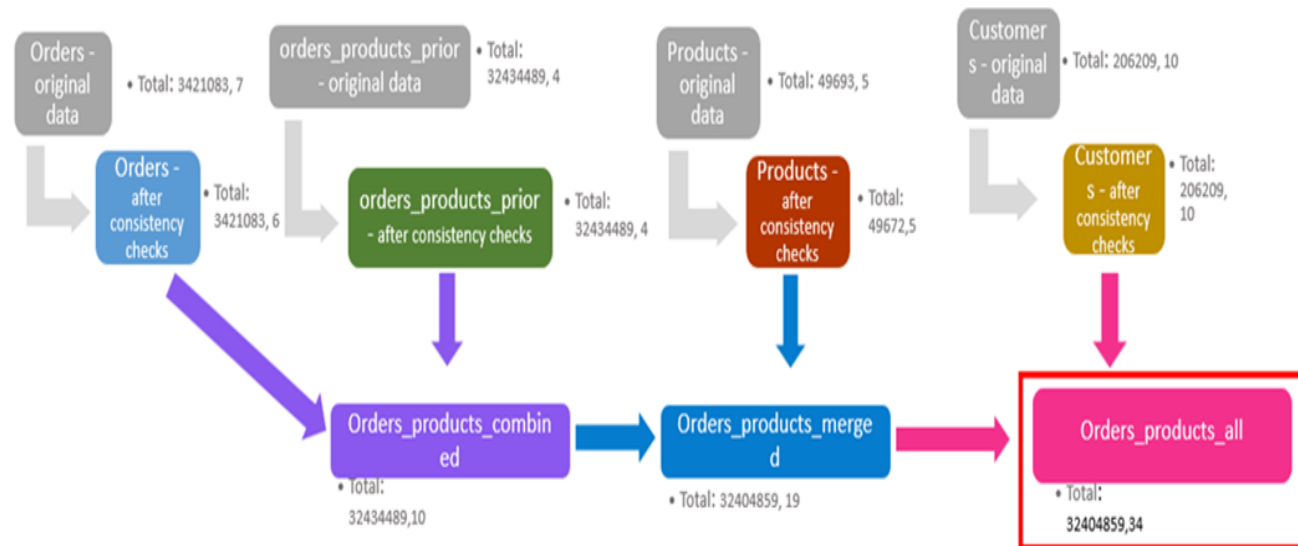 Orders -
original
data
• Total: 3421083, 7
orders_products_prior
- original data
• Total:
32434489, 4
Products -
original
data
• Total: 49693, 5
Customer
s - original
data
• Total: 206209, 10
Orders -
after
consistency
checks
• Total:
3421083, 6
orders_products_prior
- after consistency checks
• Total:
32434489, 4
Products -
after
consistency
checks
• Total:
49672,5
Customer
s - after
consistency
checks
• Total:
206209,
10
Orders_products_combin
ed
• Total:
32434489,10
Orders_products_merge
d
• Total: 32404859, 19
Orders_products_all
• Total:
32404859,34